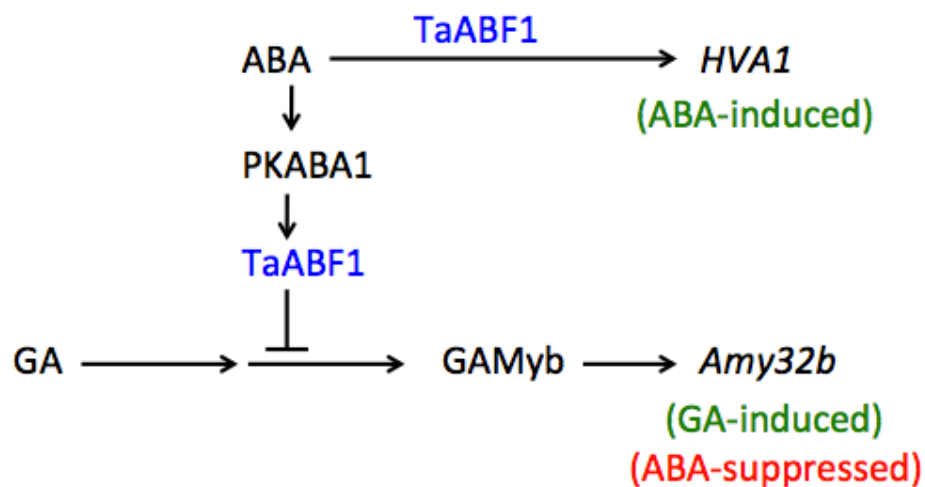 TaABF1
ABA
HVA1
(ABA-induced)
PKABA1
TaABF1
GA
GAMyb
Amy32b
(GA-induced)
(ABA-suppressed)